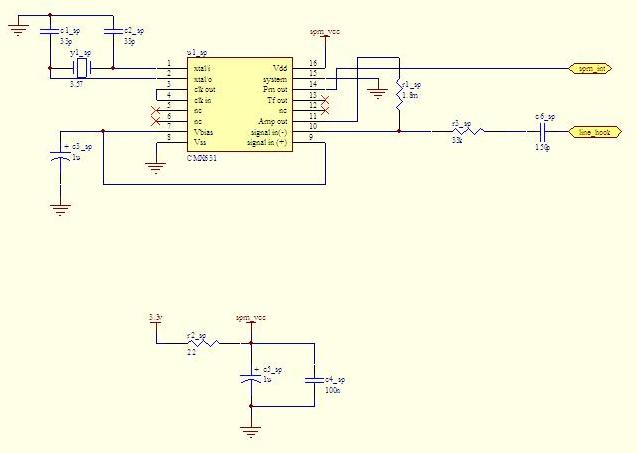 c1_sp
33p
c2_sp
33p
y1_sp
3.57
u1_sp
spm_vcc
1 xtal/i Vdd 16
2 xtal/o system 15
3 clk out Pm out 14
4 clk in Tf out 13
5 nc nc 12
6 nc Amp out 11
7 Vbias signal in(-) 10
8 Vss signal in (+) 9
CMX631
spm_int
r1_sp
1.8m
r3_sp
33k
c6_sp
150p
line_hook
+ c3_sp
1u
3.3v
spm_vcc
r2_sp
22
+ c5_sp
1u
c4_sp
100n